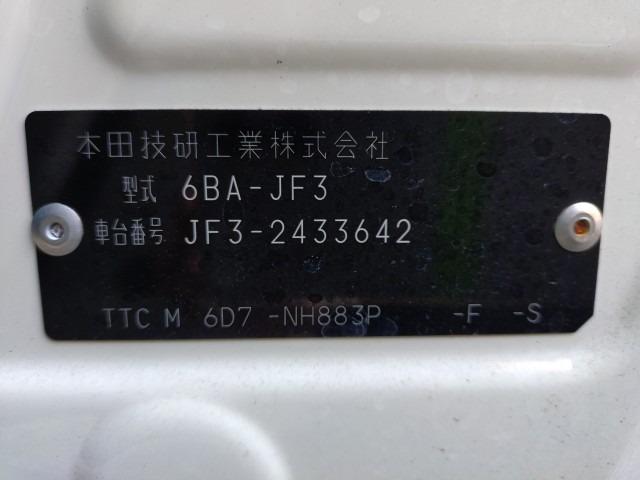 本田技研工業株式会社
型式 6BA-JF3
車台番号 JF3-2433642
TTC M 6D7 -NH883P -F -S